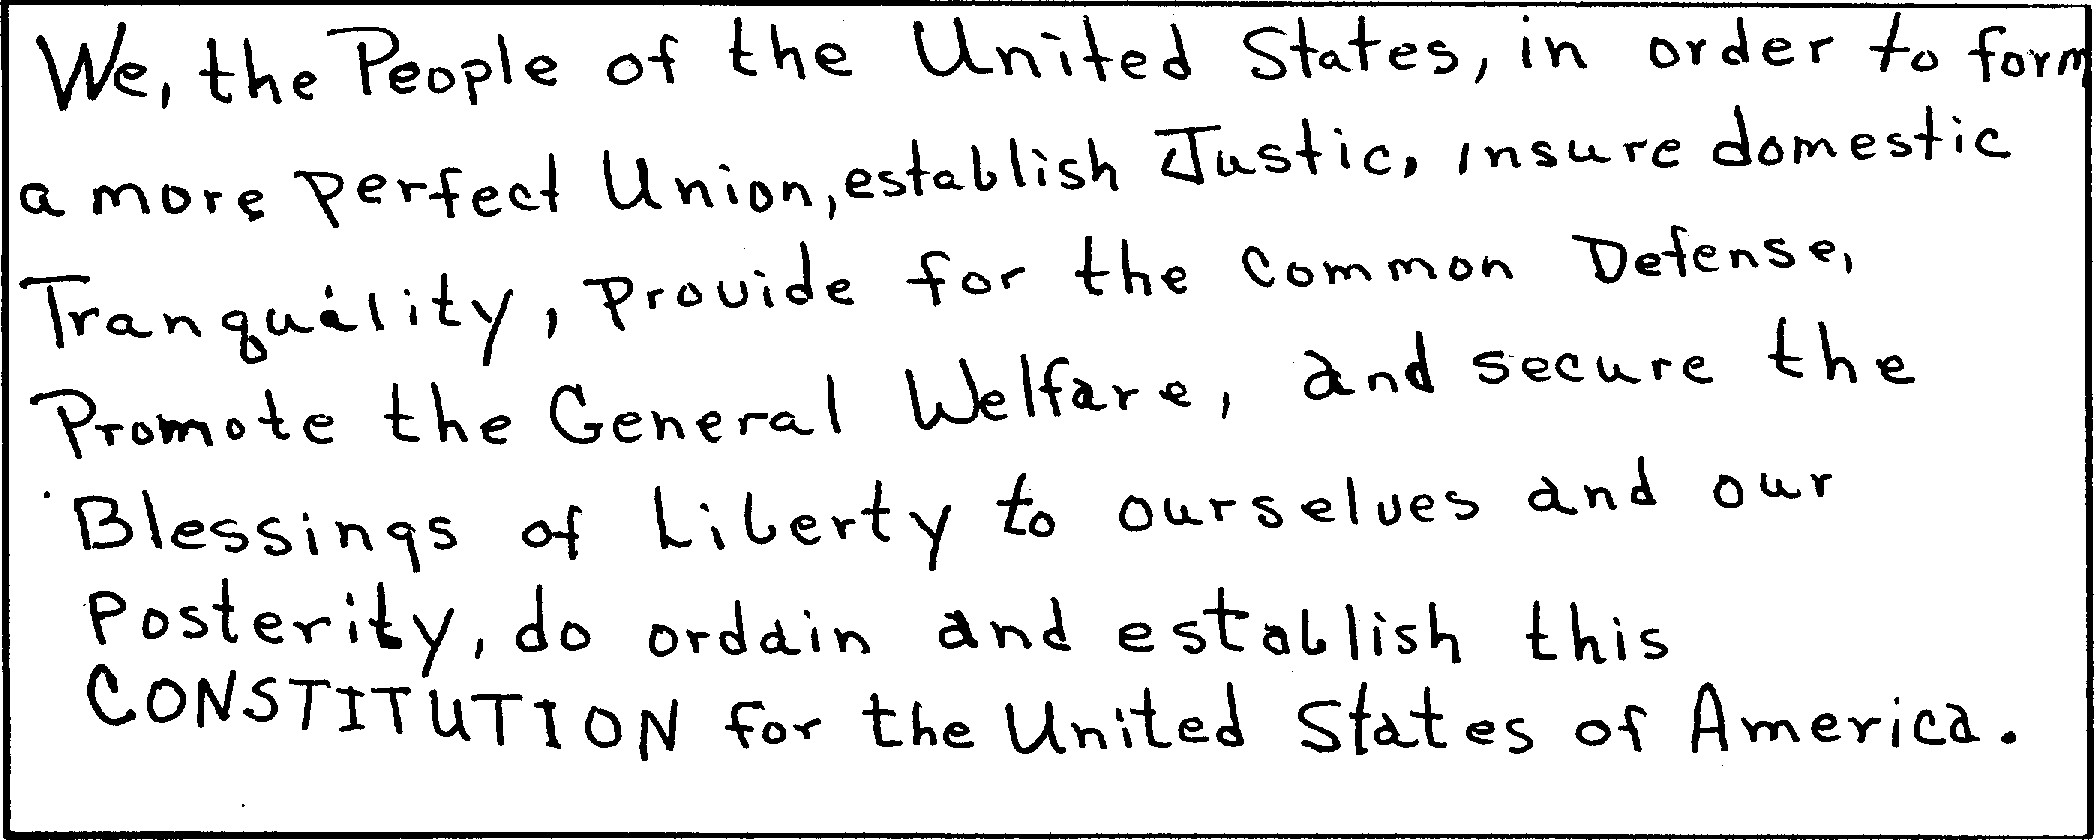 We, the People of the United States, in order to form
a more perfect Union, establish Justic, insure domestic
Tranquility, provide for the Common Defense,
Promote the General Welfare, and secure the
Blessings of Liberty to ourselves and our
Posterity, do ordain and establish this
CONSTITUTION for the United States of America.